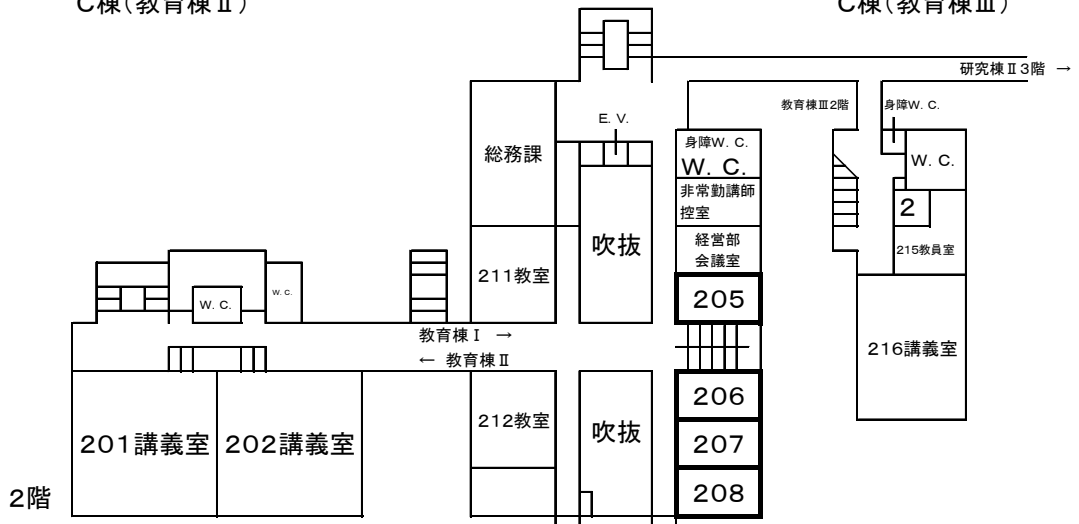 C棟(教育棟Ⅱ)
C棟(教育棟Ⅲ)
研究棟Ⅱ3階 →
教育棟Ⅲ2階
身障W.C.
E.V.
総務課
身障W.C.
W.C.
W.C.
非常勤講師
控室
2
吹抜
経営部
会議室
215教員室
211教室
205
W.C.
W.C.
教育棟Ⅰ →
← 教育棟Ⅱ
216講義室
206
212教室
吹抜
201講義室
202講義室
207
208
2階